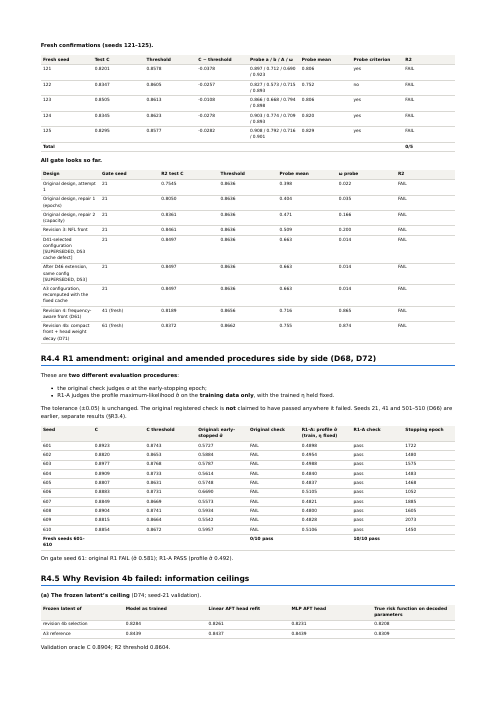 Fresh confirmations (seeds 121–125).
Fresh seed Test C Threshold C − threshold Probe a / b / A / ω Probe mean Probe criterion R2
121 0.8201 0.8578 -0.0378 0.897 / 0.712 / 0.690 / 0.923 0.806 yes FAIL
122 0.8347 0.8605 -0.0257 0.827 / 0.573 / 0.715 / 0.893 0.752 no FAIL
123 0.8505 0.8613 -0.0108 0.866 / 0.668 / 0.794 / 0.898 0.806 yes FAIL
124 0.8345 0.8623 -0.0278 0.903 / 0.774 / 0.709 / 0.893 0.820 yes FAIL
125 0.8295 0.8577 -0.0282 0.908 / 0.792 / 0.716 / 0.901 0.829 yes FAIL
Total 0/5
All gate looks so far.
Design Gate seed R2 test C Threshold Probe mean ω probe R2
Original design, attempt 1 21 0.7545 0.8636 0.398 0.022 FAIL
Original design, repair 1 (epochs) 21 0.8050 0.8636 0.404 0.035 FAIL
Original design, repair 2 (capacity) 21 0.8361 0.8636 0.471 0.166 FAIL
Revision 3: NFL front 21 0.8461 0.8636 0.509 0.200 FAIL
D41-selected configuration [SUPERSEDED, D53 cache defect] 21 0.8497 0.8636 0.663 0.014 FAIL
After D46 extension, same config [SUPERSEDED, D53] 21 0.8497 0.8636 0.663 0.014 FAIL
A3 configuration, recomputed with the fixed cache 21 0.8497 0.8636 0.663 0.014 FAIL
Revision 4: frequency-aware front (D61) 41 (fresh) 0.8189 0.8656 0.716 0.865 FAIL
Revision 4b: compact front + head weight decay (D71) 61 (fresh) 0.8372 0.8662 0.755 0.874 FAIL
R4.4 R1 amendment: original and amended procedures side by side (D68, D72)
These are two different evaluation procedures:
• the original check judges σ at the early-stopping epoch;
• R1-A judges the profile maximum-likelihood σ̂ on the training data only, with the trained η held fixed.
The tolerance (±0.05) is unchanged. The original registered check is not claimed to have passed anywhere it failed. Seeds 21, 41 and 501–510 (D66) are
earlier, separate results (§R3.4).
Seed C C threshold Original: early-stopped σ̂ Original check R1-A: profile σ̂ (train, η fixed) R1-A check Stopping epoch
601 0.8923 0.8743 0.5727 FAIL 0.4898 pass 1722
602 0.8820 0.8653 0.5884 FAIL 0.4954 pass 1480
603 0.8977 0.8768 0.5787 FAIL 0.4988 pass 1575
604 0.8909 0.8733 0.5614 FAIL 0.4840 pass 1483
605 0.8807 0.8631 0.5748 FAIL 0.4837 pass 1468
606 0.8883 0.8731 0.6690 FAIL 0.5105 pass 1052
607 0.8849 0.8669 0.5573 FAIL 0.4821 pass 1885
608 0.8904 0.8741 0.5934 FAIL 0.4800 pass 1605
609 0.8815 0.8664 0.5542 FAIL 0.4828 pass 2073
610 0.8854 0.8672 0.5957 FAIL 0.5106 pass 1450
Fresh seeds 601–610 0/10 pass 10/10 pass
On gate seed 61: original R1 FAIL (σ̂ 0.581); R1-A PASS (profile σ̂ 0.492).
R4.5 Why Revision 4b failed: information ceilings
(a) The frozen latent's ceiling (D74; seed-21 validation).
Frozen latent of Model as trained Linear AFT head refit MLP AFT head True risk function on decoded parameters
revision 4b selection 0.8284 0.8261 0.8231 0.8208
A3 reference 0.8439 0.8437 0.8439 0.8309
Validation oracle C 0.8904; R2 threshold 0.8604.